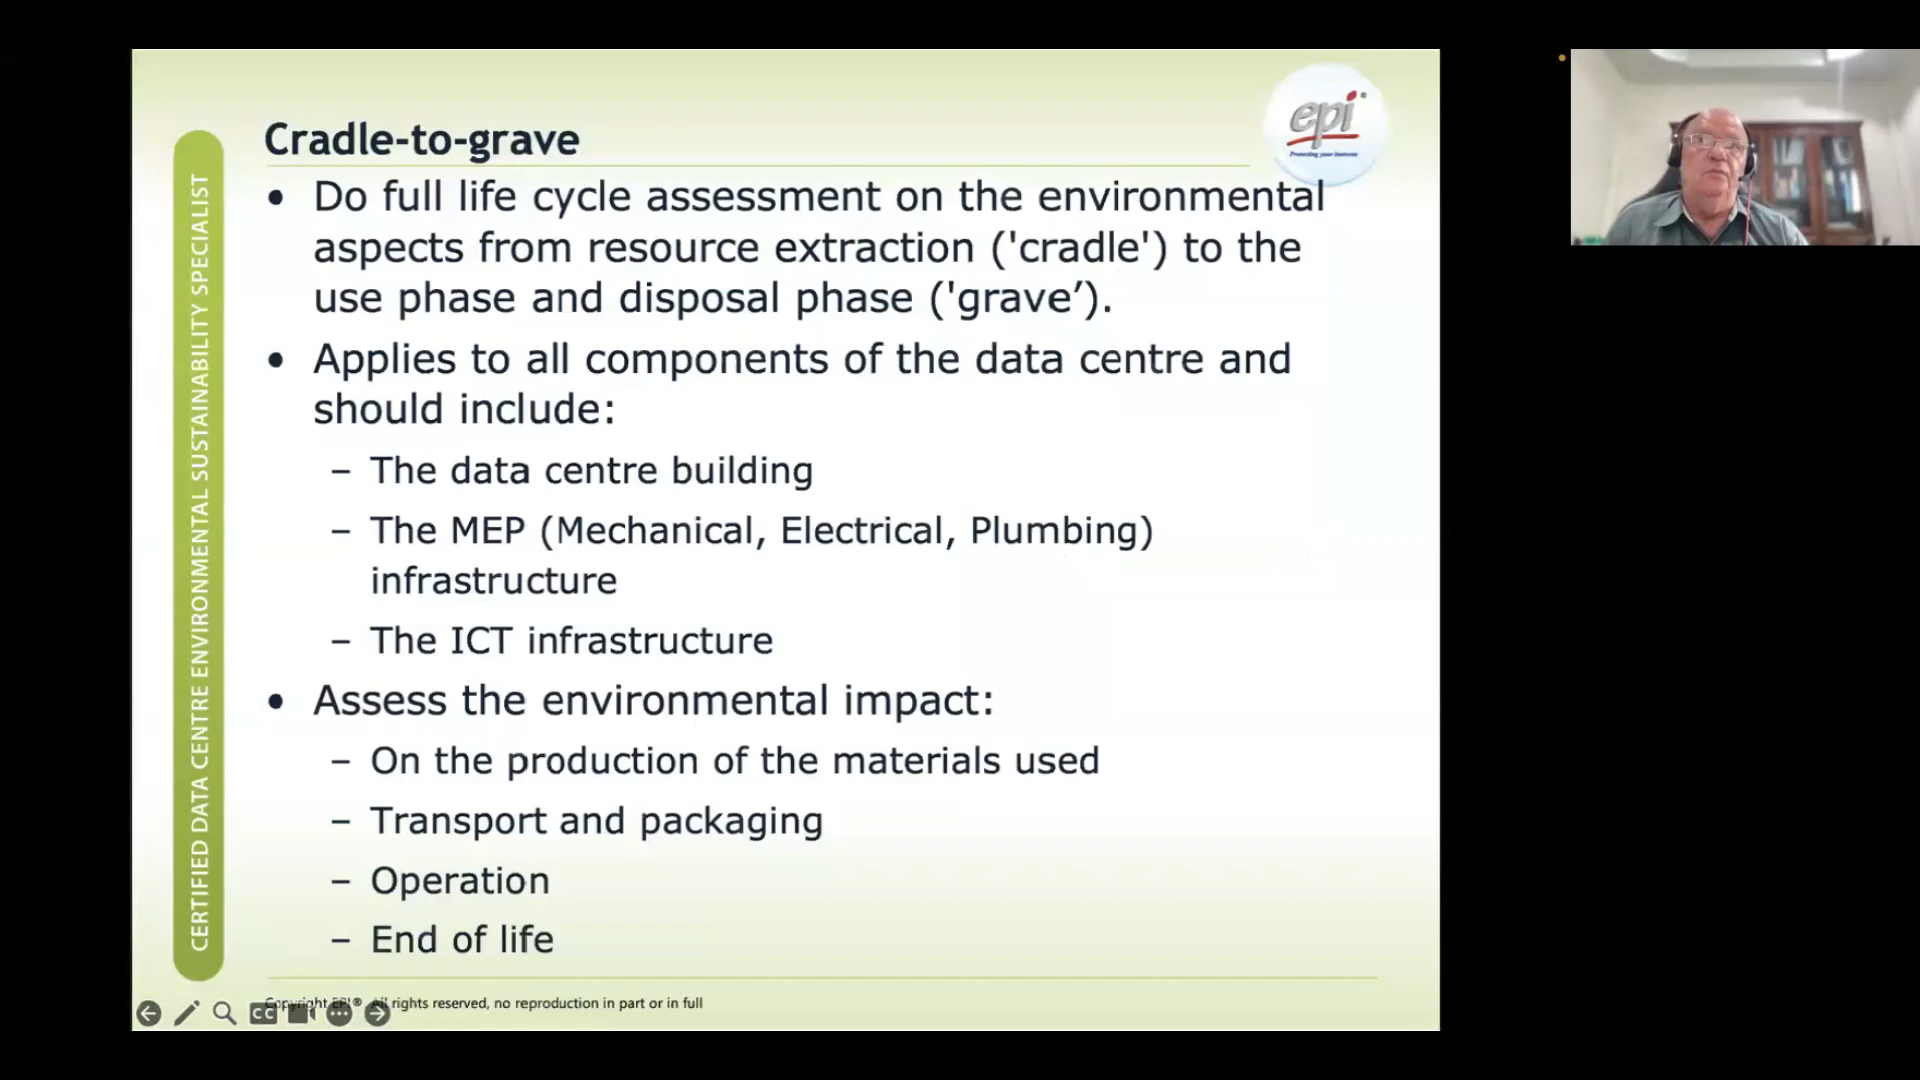 Cradle-to-grave
epi®
Protecting your interests
• Do full life cycle assessment on the environmental
aspects from resource extraction ('cradle') to the
use phase and disposal phase ('grave’).
• Applies to all components of the data centre and
should include:
– The data centre building
– The MEP (Mechanical, Electrical, Plumbing)
infrastructure
– The ICT infrastructure
• Assess the environmental impact:
– On the production of the materials used
– Transport and packaging
– Operation
– End of life
CERTIFIED DATA CENTRE ENVIRONMENTAL SUSTAINABILITY SPECIALIST
Copyright EPI® All rights reserved, no reproduction in part or in full
CC